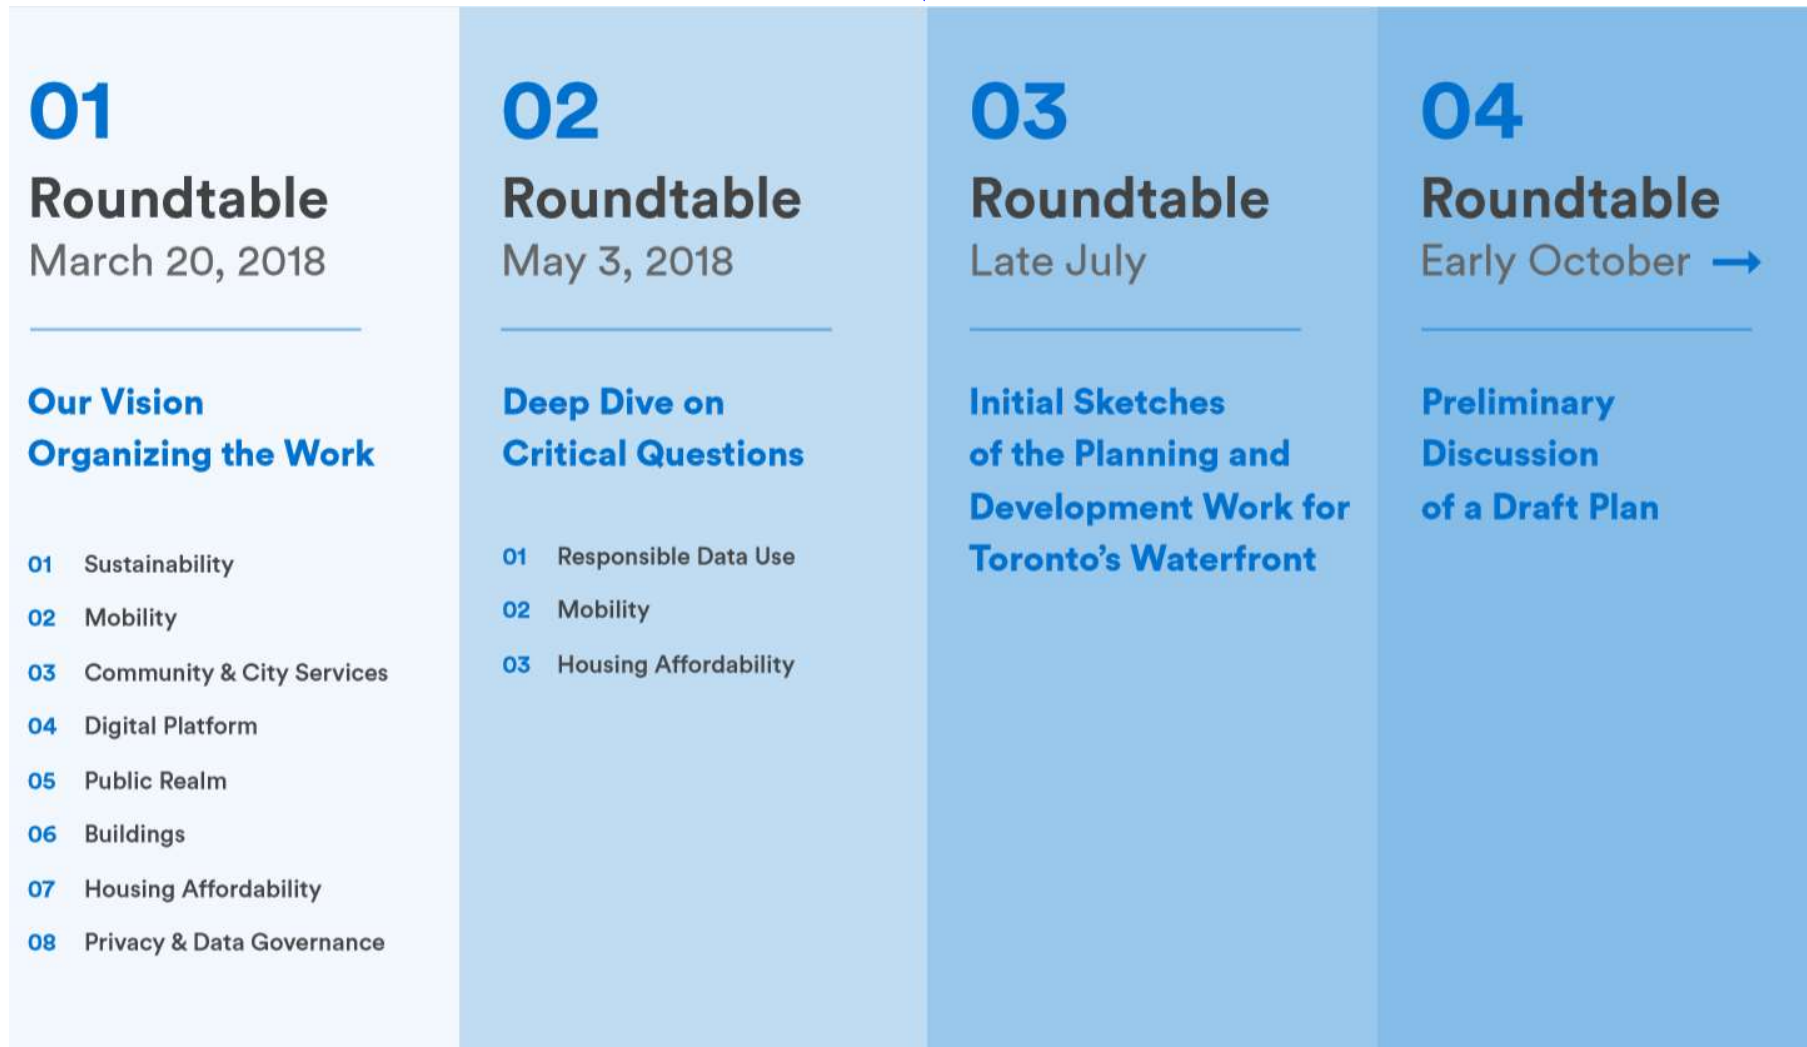 01
Roundtable
March 20, 2018
Our Vision
Organizing the Work
01 Sustainability
02 Mobility
03 Community & City Services
04 Digital Platform
05 Public Realm
06 Buildings
07 Housing Affordability
08 Privacy & Data Governance
02
Roundtable
May 3, 2018
Deep Dive on
Critical Questions
01 Responsible Data Use
02 Mobility
03 Housing Affordability
03
Roundtable
Late July
Initial Sketches
of the Planning and
Development Work for
Toronto’s Waterfront
04
Roundtable
Early October →
Preliminary
Discussion
of a Draft Plan